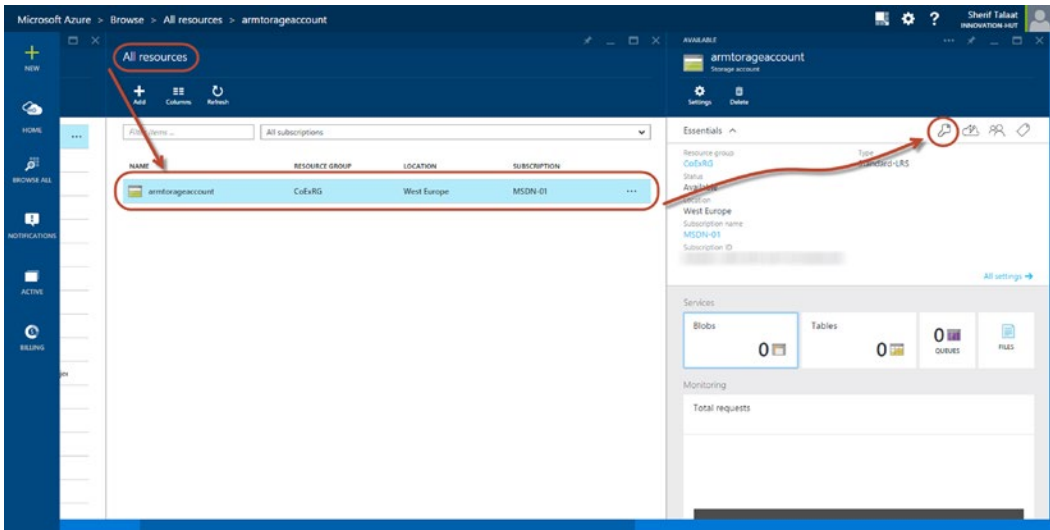 Microsoft Azure > Browse > All resources > armtorageaccount
?
Sherif Talaat
INNOVATION HUT
NEW
HOME
BROWSE ALL
NOTIFICATIONS
ACTIVE
BILLING
All resources
Add
Columns
Refresh
All subscriptions
NAME
RESOURCE GROUP
LOCATION
SUBSCRIPTION
armtorageaccount
CoExRG
West Europe
MSDN-01
...
AVAILABLE
armtorageaccount
Storage account
Settings
Delete
Essentials
Resource group
CoExRG
Type
Standard-LRS
Status
Available
Location
West Europe
Subscription name
MSDN-01
Subscription ID
All settings
Services
Blobs
0
Tables
0
0
QUEUES
FILES
Monitoring
Total requests